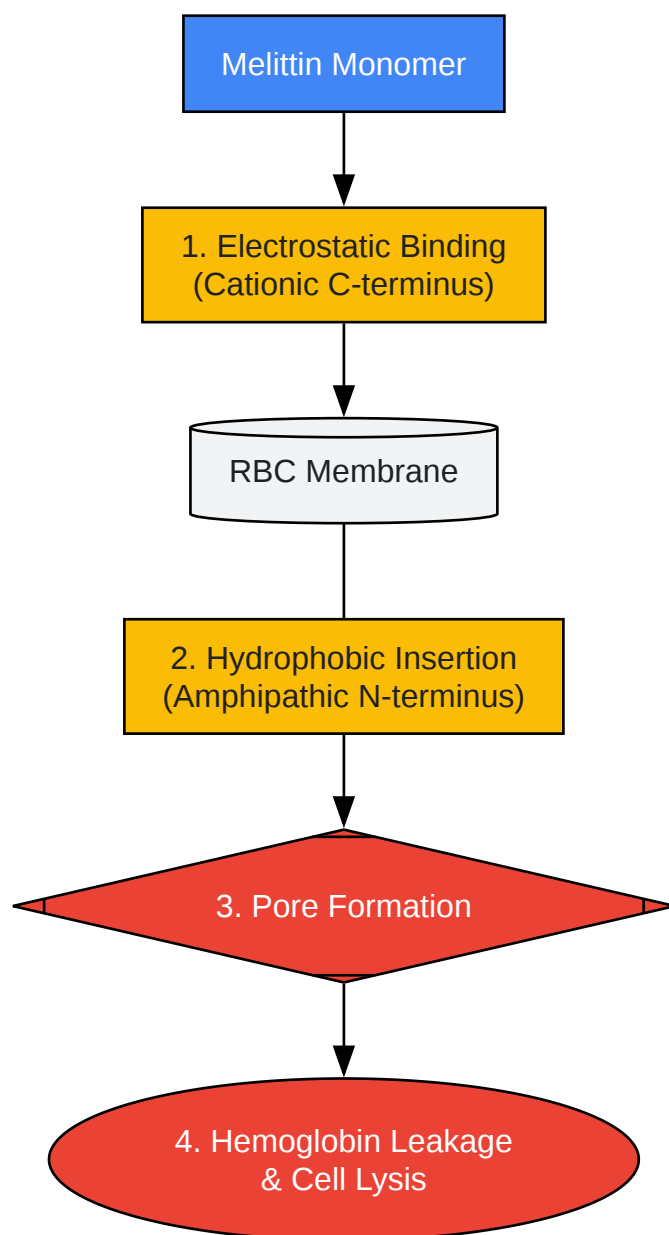 Melittin Monomer
1. Electrostatic Binding
(Cationic C-terminus)
RBC Membrane
2. Hydrophobic Insertion
(Amphipathic N-terminus)
3. Pore Formation
4. Hemoglobin Leakage
& Cell Lysis